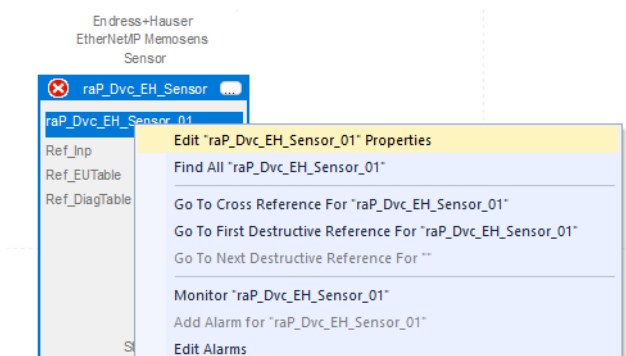 Endress+Hauser
EtherNet/IP Memosens
Sensor
raP_Dvc_EH_Sensor ...
raP_Dvc_EH_Sensor_01
Ref_Inp
Ref_EUTable
Ref_DiagTable
Edit "raP_Dvc_EH_Sensor_01" Properties
Find All "raP_Dvc_EH_Sensor_01"
Go To Cross Reference For "raP_Dvc_EH_Sensor_01"
Go To First Destructive Reference For "raP_Dvc_EH_Sensor_01"
Go To Next Destructive Reference For ""
Monitor "raP_Dvc_EH_Sensor_01"
Add Alarm for "raP_Dvc_EH_Sensor_01"
Edit Alarms